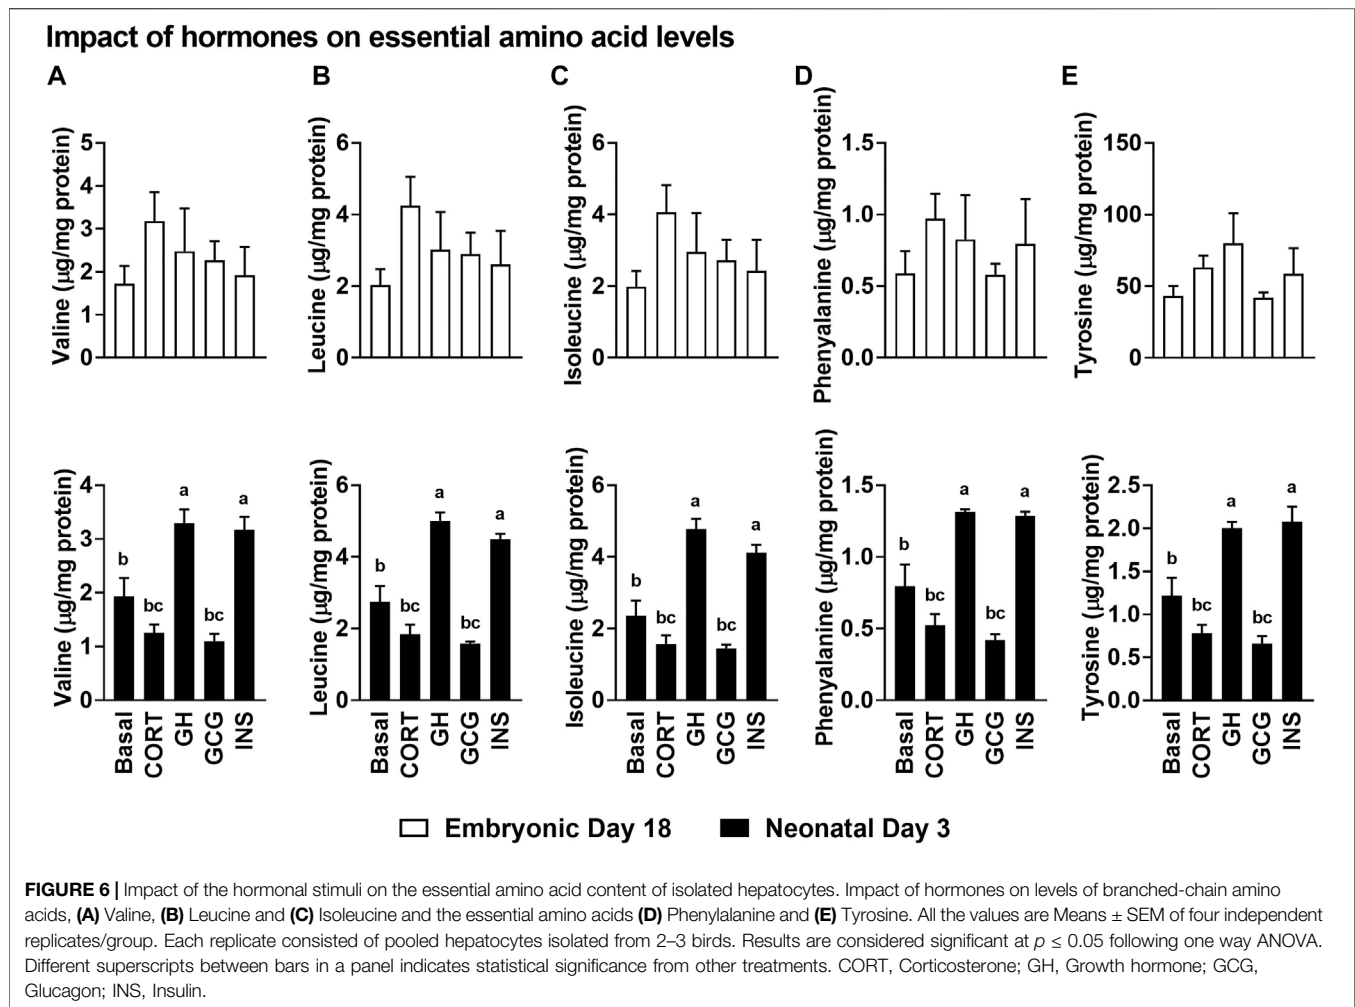 Impact of hormones on essential amino acid levels
A
B
C
D
E
Valine (μg/mg protein)
5
4
3
2
1
0
Leucine (μg/mg protein)
6
4
2
0
Isoleucine (μg/mg protein)
6
4
2
0
Phenyalanine (μg/mg protein)
1.5
1.0
0.5
0.0
Tyrosine (μg/mg protein)
150
100
50
0
Valine (μg/mg protein)
4
3
2
1
0
b
bc
a
bc
a
Basal
CORT
GH
GCG
INS
Leucine (μg/mg protein)
6
4
2
0
b
bc
a
bc
a
Basal
CORT
GH
GCG
INS
Isoleucine (μg/mg protein)
6
4
2
0
b
bc
a
bc
a
Basal
CORT
GH
GCG
INS
Phenyalanine (μg/mg protein)
1.5
1.0
0.5
0.0
b
bc
a
bc
a
Basal
CORT
GH
GCG
INS
Tyrosine (μg/mg protein)
2.5
2.0
1.5
1.0
0.5
0.0
b
bc
a
bc
a
Basal
CORT
GH
GCG
INS
Embryonic Day 18
Neonatal Day 3
FIGURE 6 | Impact of the hormonal stimuli on the essential amino acid content of isolated hepatocytes. Impact of hormones on levels of branched-chain amino
acids, (A) Valine, (B) Leucine and (C) Isoleucine and the essential amino acids (D) Phenylalanine and (E) Tyrosine. All the values are Means ± SEM of four independent
replicates/group. Each replicate consisted of pooled hepatocytes isolated from 2–3 birds. Results are considered significant at p ≤ 0.05 following one way ANOVA.
Different superscripts between bars in a panel indicates statistical significance from other treatments. CORT, Corticosterone; GH, Growth hormone; GCG,
Glucagon; INS, Insulin.